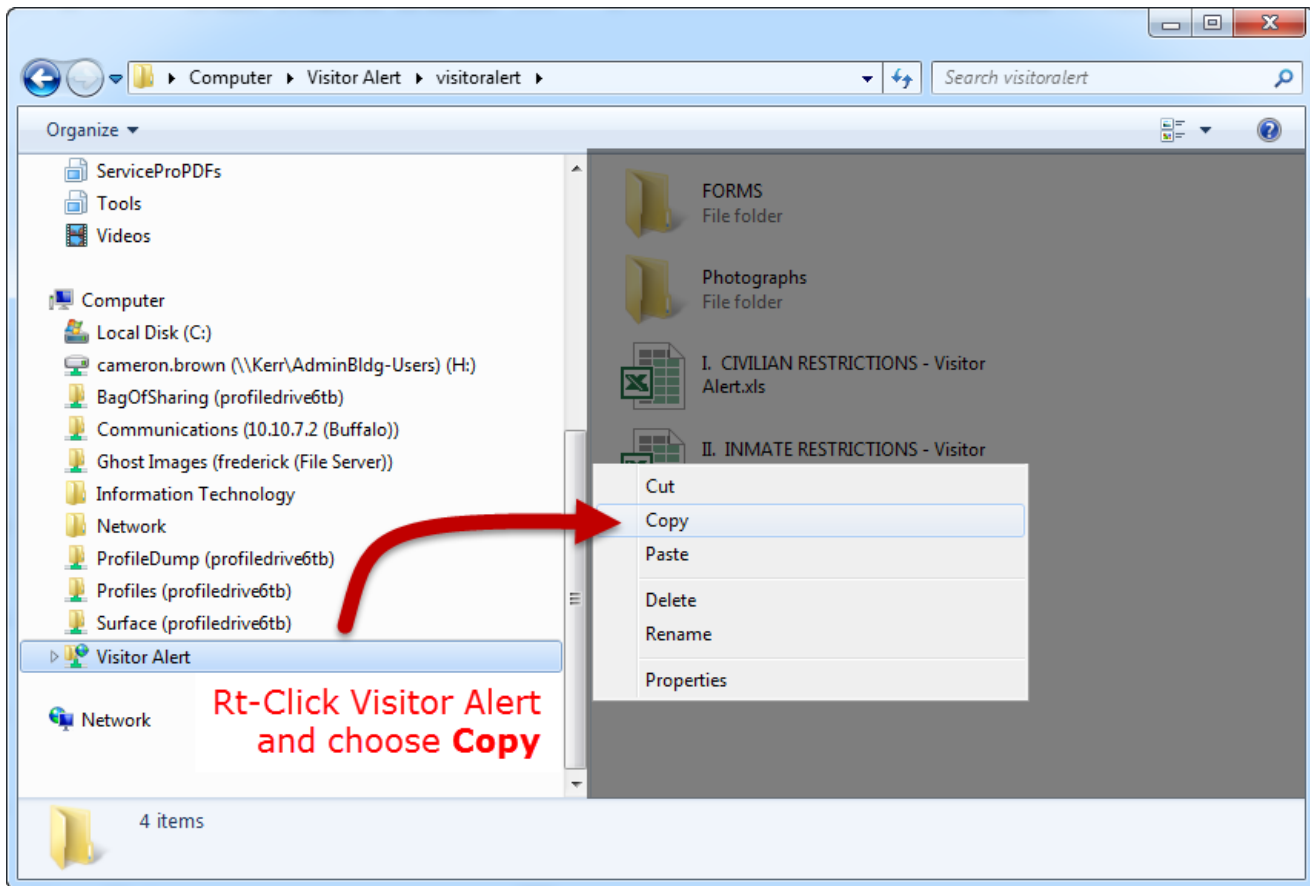 Computer ▸ Visitor Alert ▸ visitoralert ▸
Search visitoralert
Organize
ServiceProPDFs
Tools
Videos
Computer
Local Disk (C:)
cameron.brown (\\Kerr\AdminBldg-Users) (H:)
BagOfSharing (profiledrive6tb)
Communications (10.10.7.2 (Buffalo))
Ghost Images (frederick (File Server))
Information Technology
Network
ProfileDump (profiledrive6tb)
Profiles (profiledrive6tb)
Surface (profiledrive6tb)
Visitor Alert
Network
Rt-Click Visitor Alert
and choose Copy
FORMS
File folder
Photographs
File folder
I. CIVILIAN RESTRICTIONS - Visitor
Alert.xls
II. INMATE RESTRICTIONS - Visitor
Cut
Copy
Paste
Delete
Rename
Properties
4 items